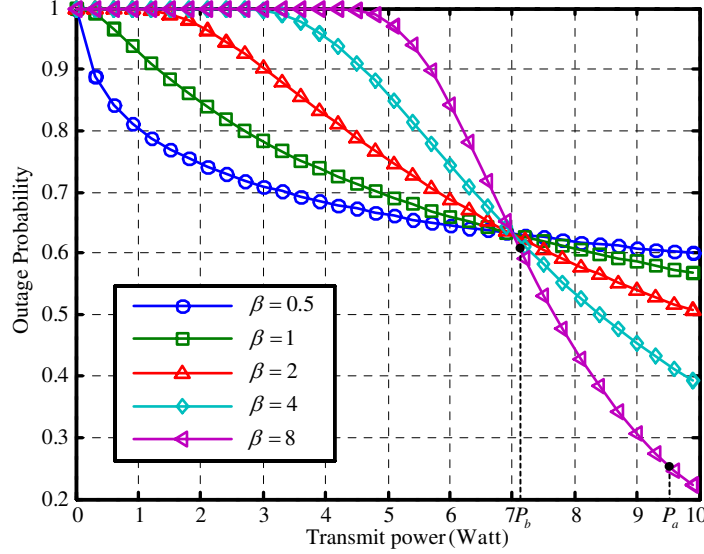 1
0.9
0.8
0.7
0.6
0.5
0.4
0.3
0.2
Outage Probability
β = 0.5
β = 1
β = 2
β = 4
β = 8
0 1 2 3 4 5 6 7 P_b 8 9 P_a 10
Transmit power (Watt)